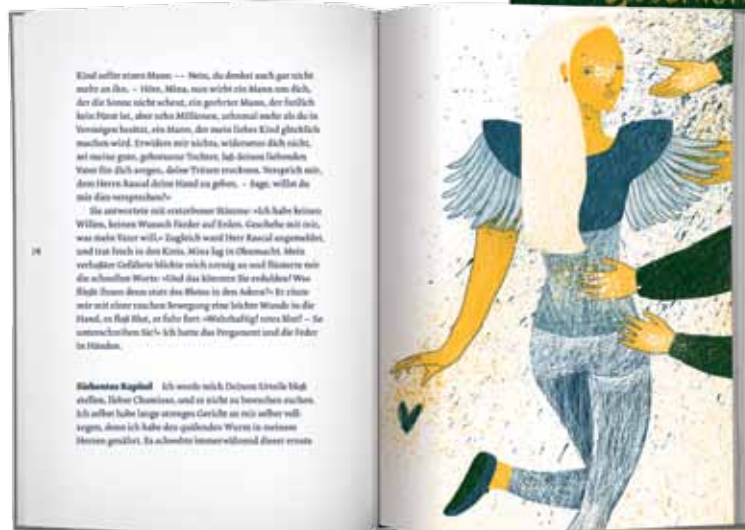 Kind sollte einen Mann – – Nein, du denkst auch gar nicht
mehr an ihn. – Höre, Mina, nun wirbt ein Mann um dich,
der die Sonne nicht scheut, ein geehrter Mann, der freilich
kein Fürst ist, aber zehn Millionen, zehnmal mehr als du in
Vermögen besitzt, ein Mann, der mein liebes Kind glücklich
machen wird. Erwidere mir nichts, widersetze dich nicht,
sei meine gute, gehorsame Tochter, laß deinen liebenden
Vater für dich sorgen, deine Tränen trocknen. Versprich mir,
dem Herrn Rascal deine Hand zu geben. – Sage, willst du
mir dies versprechen?«
Sie antwortete mit erstorbener Stimme: »Ich habe keinen
Willen, keinen Wunsch fürder auf Erden. Geschehe mit mir,
was mein Vater will.« Zugleich ward Herr Rascal angemeldet,
und trat frech in den Kreis. Mina lag in Ohnmacht. Mein
verhaßter Gefährte blickte mich zornig an und flüsterte mir
die schnellen Worte: »Und das könnten Sie erdulden? Was
fließt Ihnen denn statt des Blutes in den Adern?« Er ritzte
mir mit einer raschen Bewegung eine leichte Wunde in die
Hand, es floß Blut, er fuhr fort: »Wahrhaftig! rotes Blut! – So
unterschreiben Sie!« Ich hatte das Pergament und die Feder
in Händen.
Siebentes Kapitel Ich werde mich Deinem Urteile bloß
stellen, lieber Chamisso, und es nicht zu bestechen suchen.
Ich selbst habe lange strenges Gericht an mir selber voll-
zogen, denn ich habe den quälenden Wurm in meinem
Herzen genährt. Es schwebte immerwährend dieser ernste